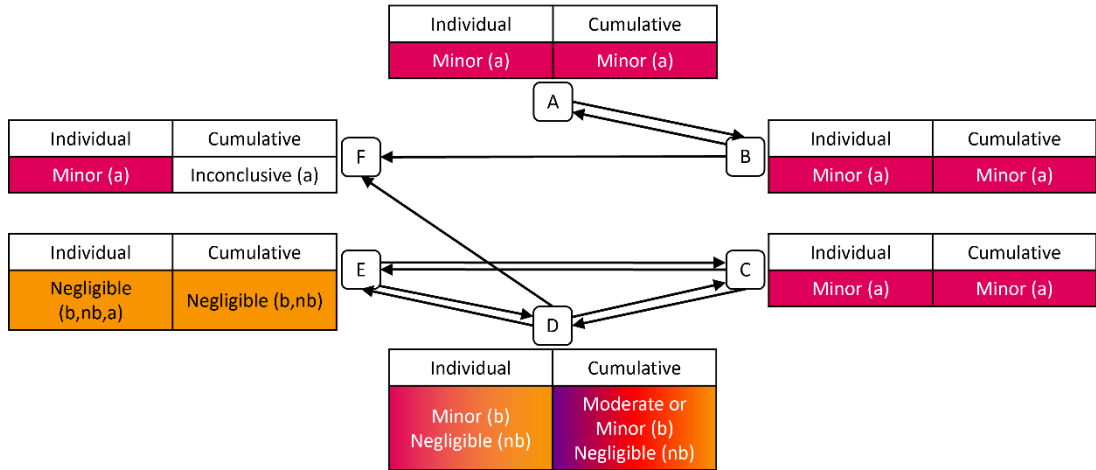 Individual Cumulative
Minor (a) Minor (a)
A
Individual Cumulative
Minor (a) Inconclusive (a)
F
B
Individual Cumulative
Minor (a) Minor (a)
Individual Cumulative
Negligible
(b,nb,a)
Negligible (b,nb)
E
C
Individual Cumulative
Minor (a) Minor (a)
D
Individual Cumulative
Minor (b)
Negligible (nb)
Moderate or
Minor (b)
Negligible (nb)